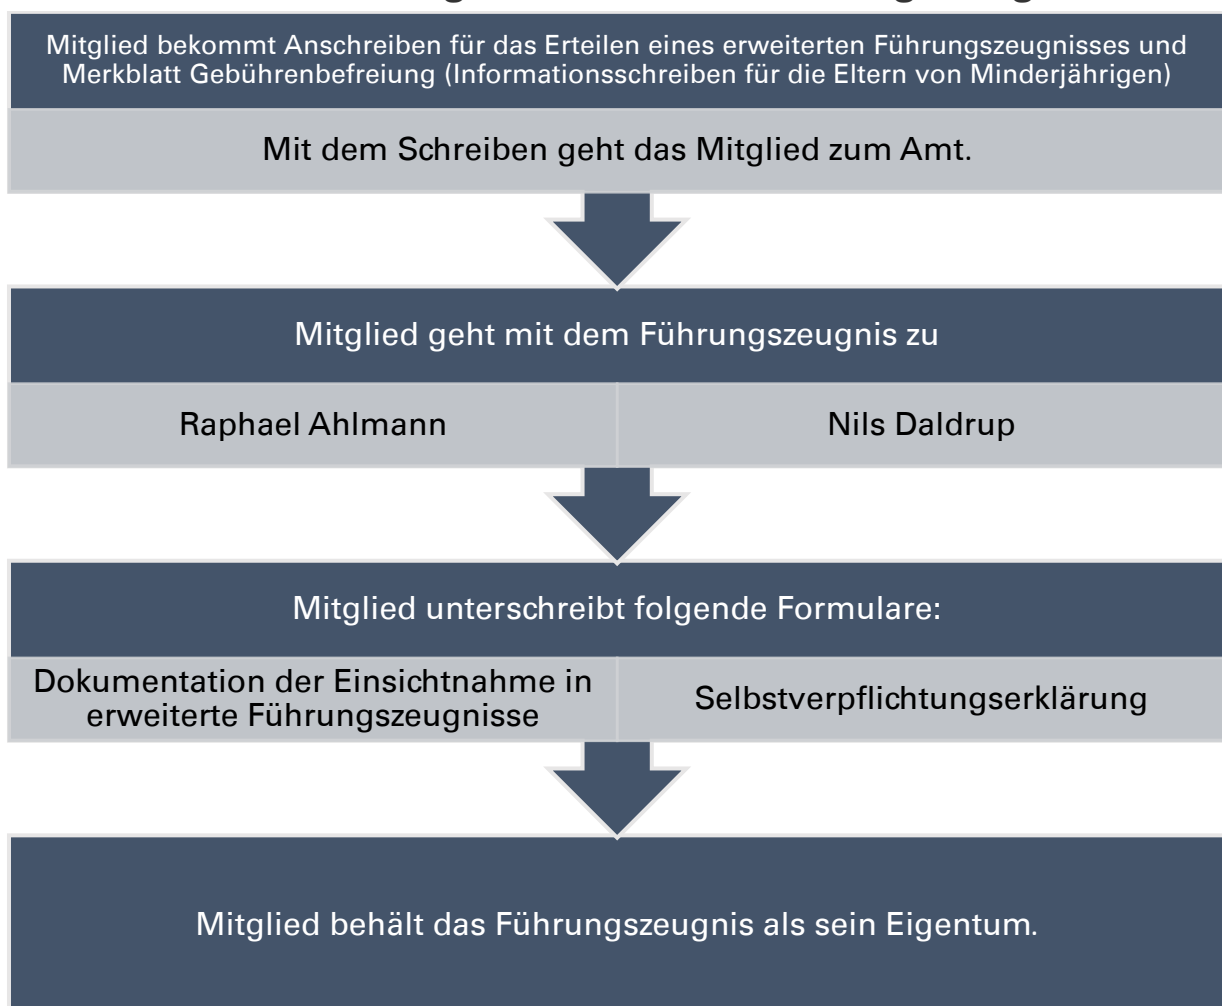 Mitglied bekommt Anschreiben für das Erteilen eines erweiterten Führungszeugnisses und
Merkblatt Gebührenbefreiung (Informationsschreiben für die Eltern von Minderjährigen)
Mit dem Schreiben geht das Mitglied zum Amt.
Mitglied geht mit dem Führungszeugnis zu
Raphael Ahlmann
Nils Daldrup
Mitglied unterschreibt folgende Formulare:
Dokumentation der Einsichtnahme in
erweiterte Führungszeugnisse
Selbstverpflichtungserklärung
Mitglied behält das Führungszeugnis als sein Eigentum.